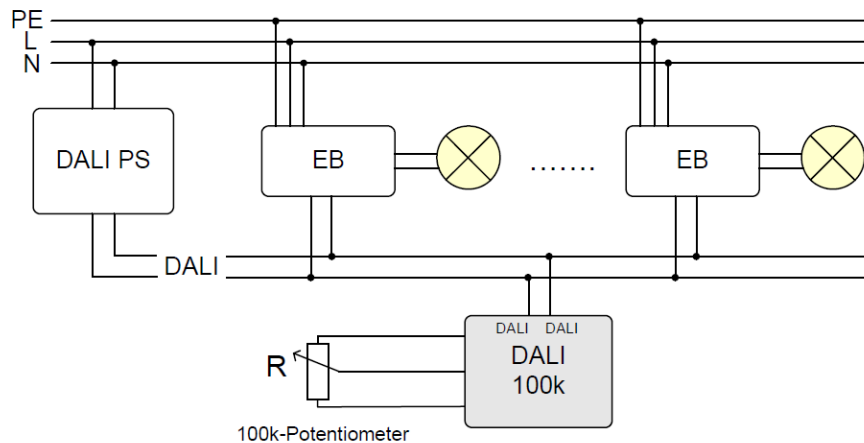 PE
L
N
DALI PS
EB
.......
EB
DALI
DALI DALI
DALI
100k
R
100k-Potentiometer